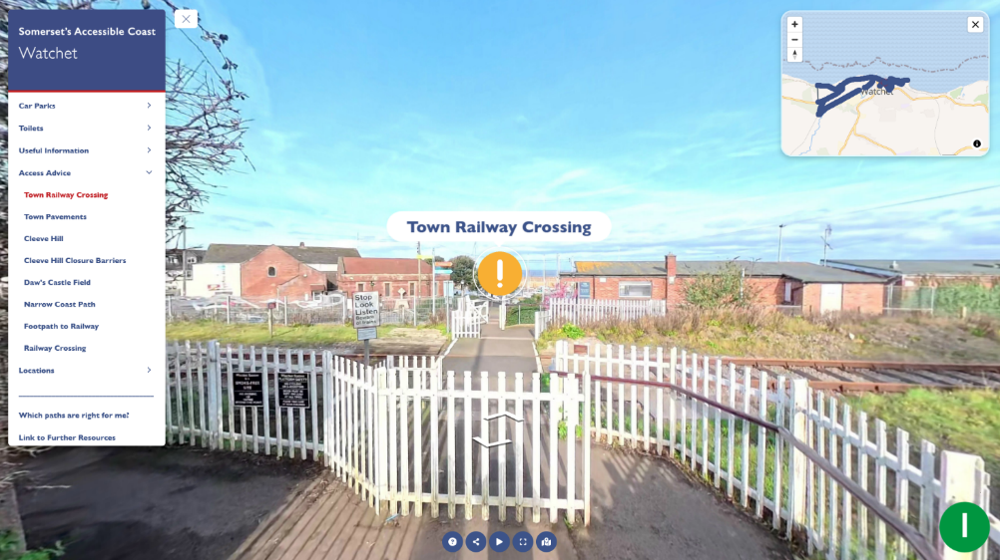 Somerset's Accessible Coast
Watchet
Car Parks
Toilets
Useful Information
Access Advice
Town Railway Crossing
Town Pavements
Cleeve Hill
Cleeve Hill Closure Barriers
Daw's Castle Field
Narrow Coast Path
Footpath to Railway
Railway Crossing
Locations
Which paths are right for me?
Link to Further Resources
Town Railway Crossing
!
Stop
Look
Listen
Watchet